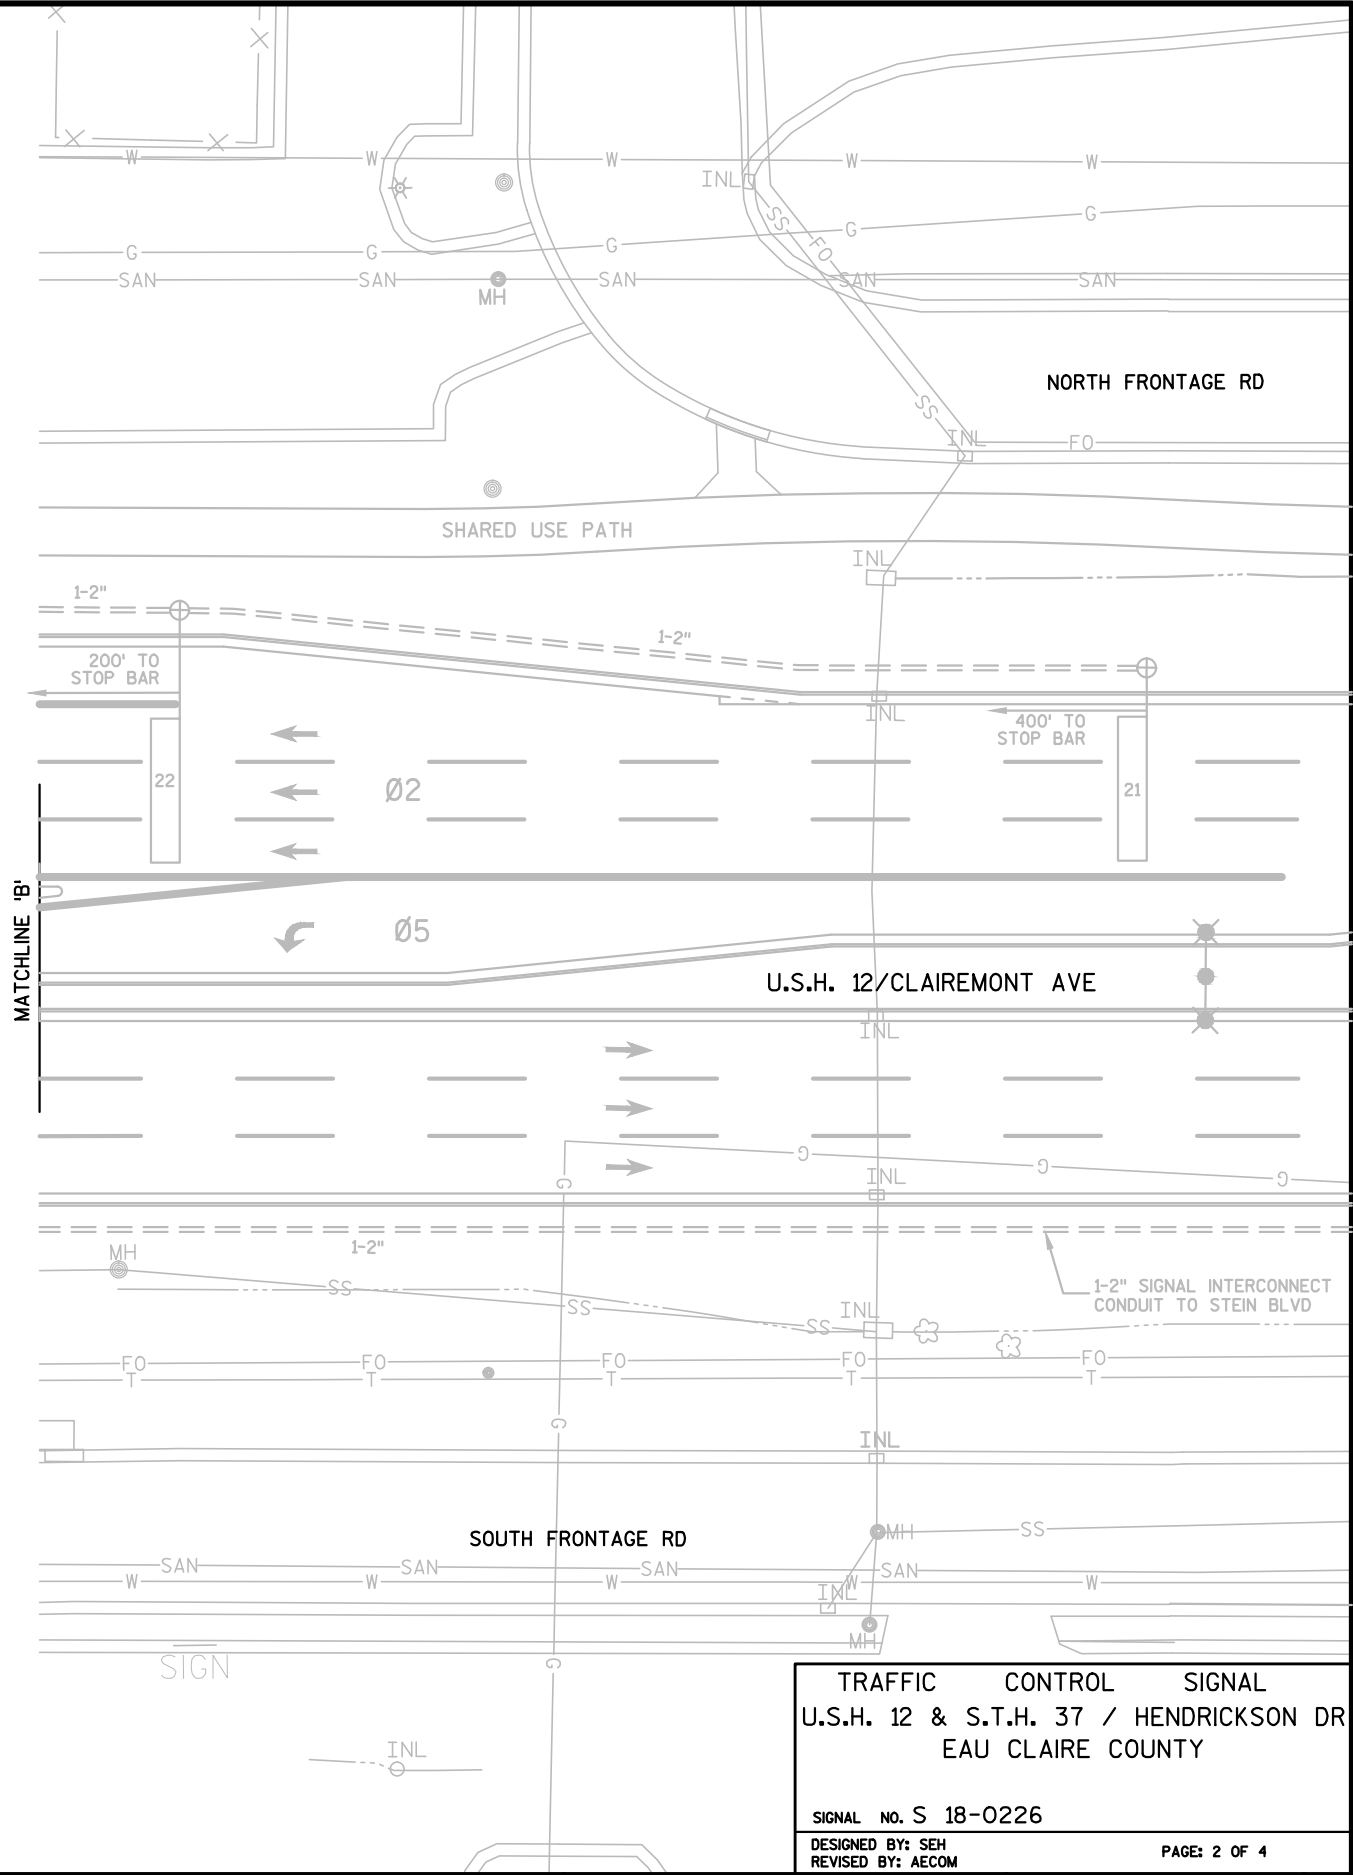 W W W W W
INL
SS
G G G G G
FO
SAN SAN SAN SAN SAN
MH
NORTH FRONTAGE RD
SS
INL
FO
SHARED USE PATH
INL
1-2"
1-2"
200' TO
STOP BAR
INL
400' TO
STOP BAR
22
Ø2
21
MATCHLINE 'B'
Ø5
U.S.H. 12/CLAIREMONT AVE
INL
G G G
G
INL
1-2"
MH
1-2" SIGNAL INTERCONNECT
CONDUIT TO STEIN BLVD
SS SS SS
INL
FO FO FO FO FO
T T T T T
G
INL
SOUTH FRONTAGE RD
MH
SS
SAN SAN SAN SAN
W W W W W
INL
MH
SIGN
G
INL
TRAFFIC CONTROL SIGNAL
U.S.H. 12 & S.T.H. 37 / HENDRICKSON DR
EAU CLAIRE COUNTY
SIGNAL NO. S 18-0226
DESIGNED BY: SEH
REVISED BY: AECOM
PAGE: 2 OF 4